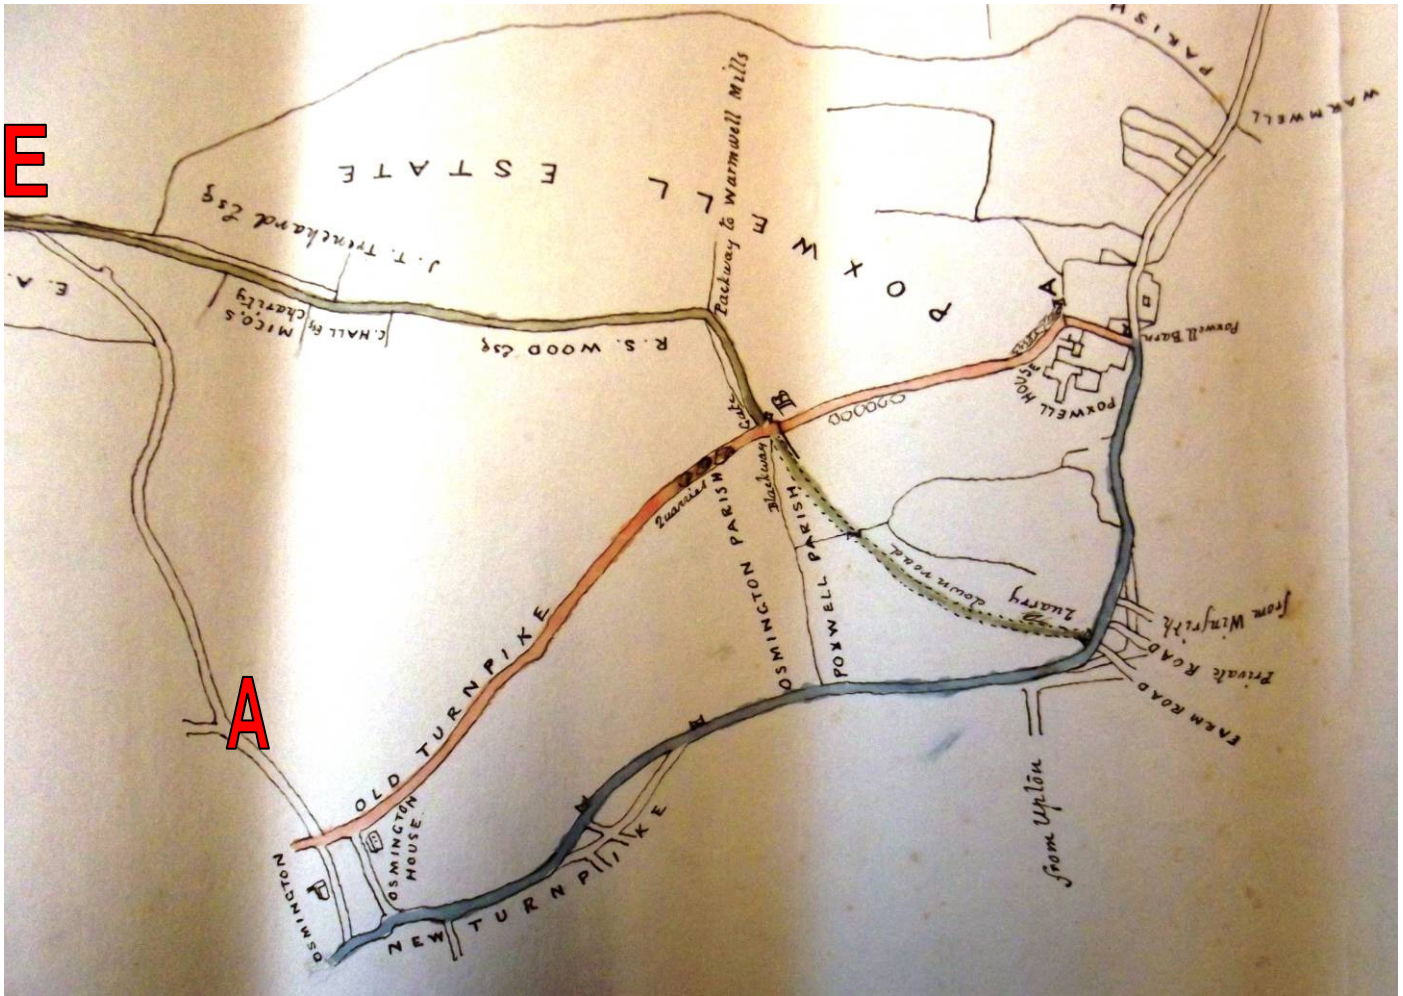 PARISH
WARMWELL
E
ESTATE
POXWELL
Packway to Warmwell Mills
J. T. Trenchard Esq
E. A.
MICO,S
Charity
C. HALL Esq
R. S. WOOD Esq
A
Poxwell Barn
POXWELL HOUSE
Gate
B
Blackway
Quarries
OSMINGTON PARISH
POXWELL PARISH
down road
Quarry
from Winfrith
Private ROAD
FARM ROAD
from Upton
A
OLD TURNPIKE
OSMINGTON
HOUSE.
OSMINGTON
NEW TURNPIKE